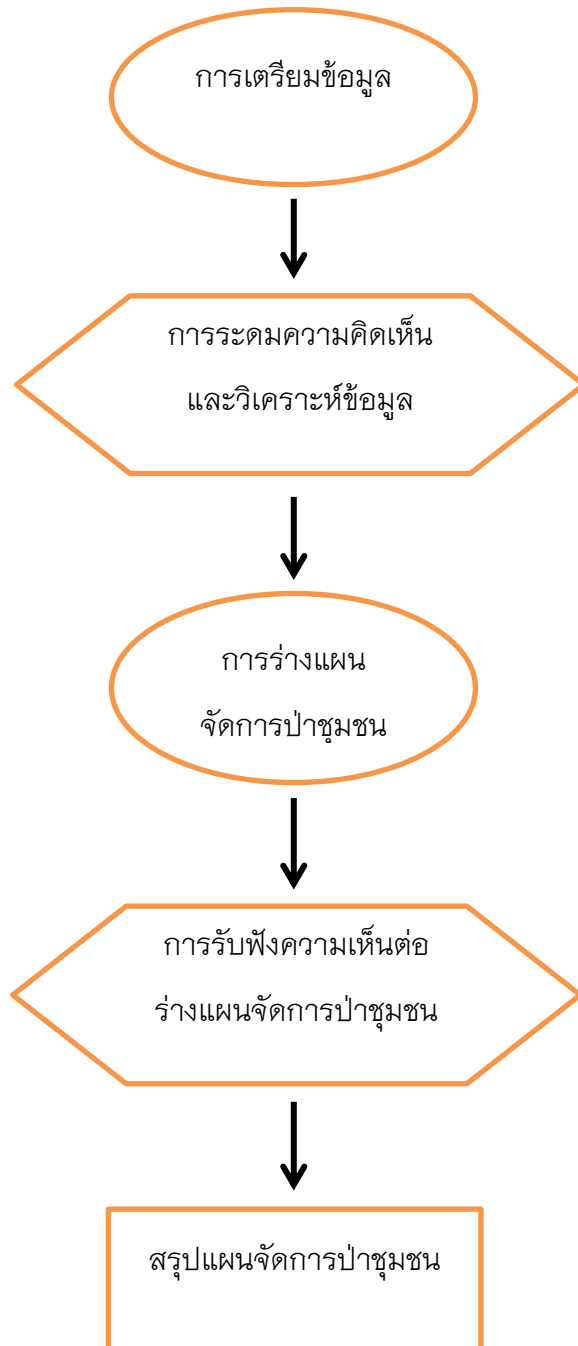 การเตรียมข้อมูล
การระดมความคิดเห็น
และวิเคราะห์ข้อมูล
การร่างแผน
จัดการป่าชุมชน
การรับฟังความเห็นต่อ
ร่างแผนจัดการป่าชุมชน
สรุปแผนจัดการป่าชุมชน